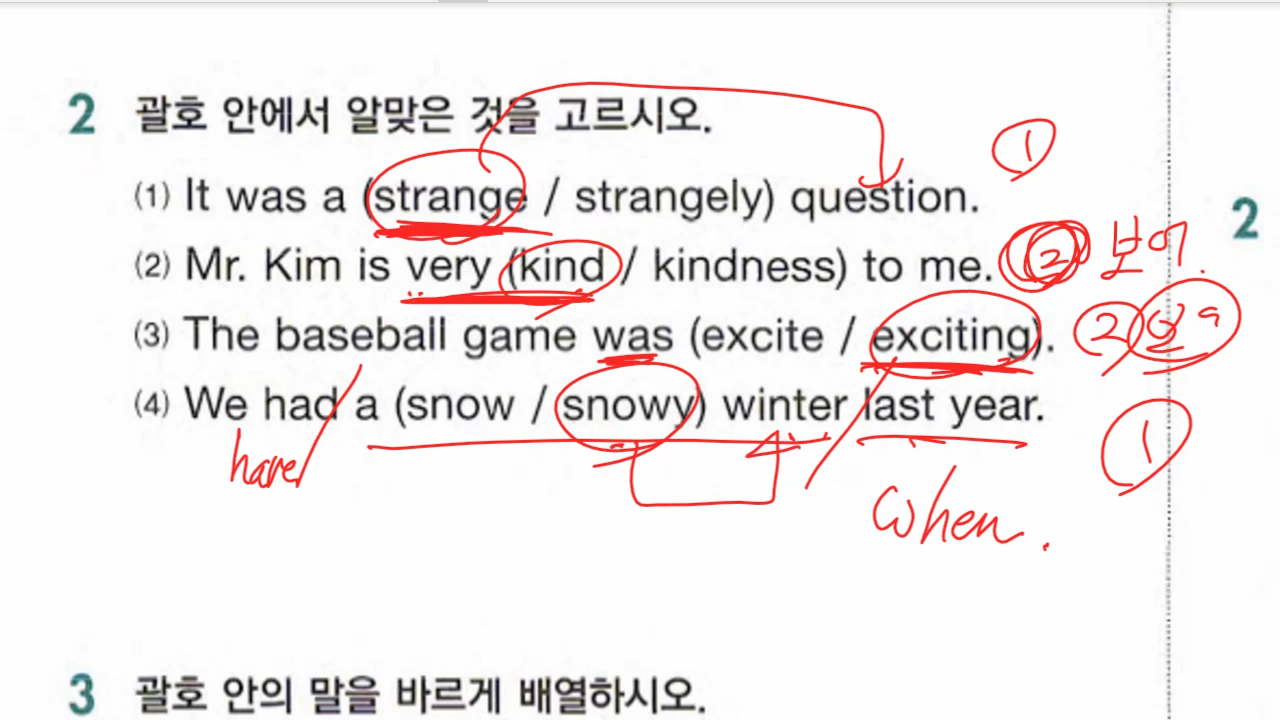 2 괄호 안에서 알맞은 것을 고르시오.
(1) It was a (strange / strangely) question. ①
(2) Mr. Kim is very (kind / kindness) to me. ② 보어.
(3) The baseball game was (excite / exciting). ②
(4) We had a (snow / snowy) winter last year. ①
have
when.
2
3 괄호 안의 말을 바르게 배열하시오.